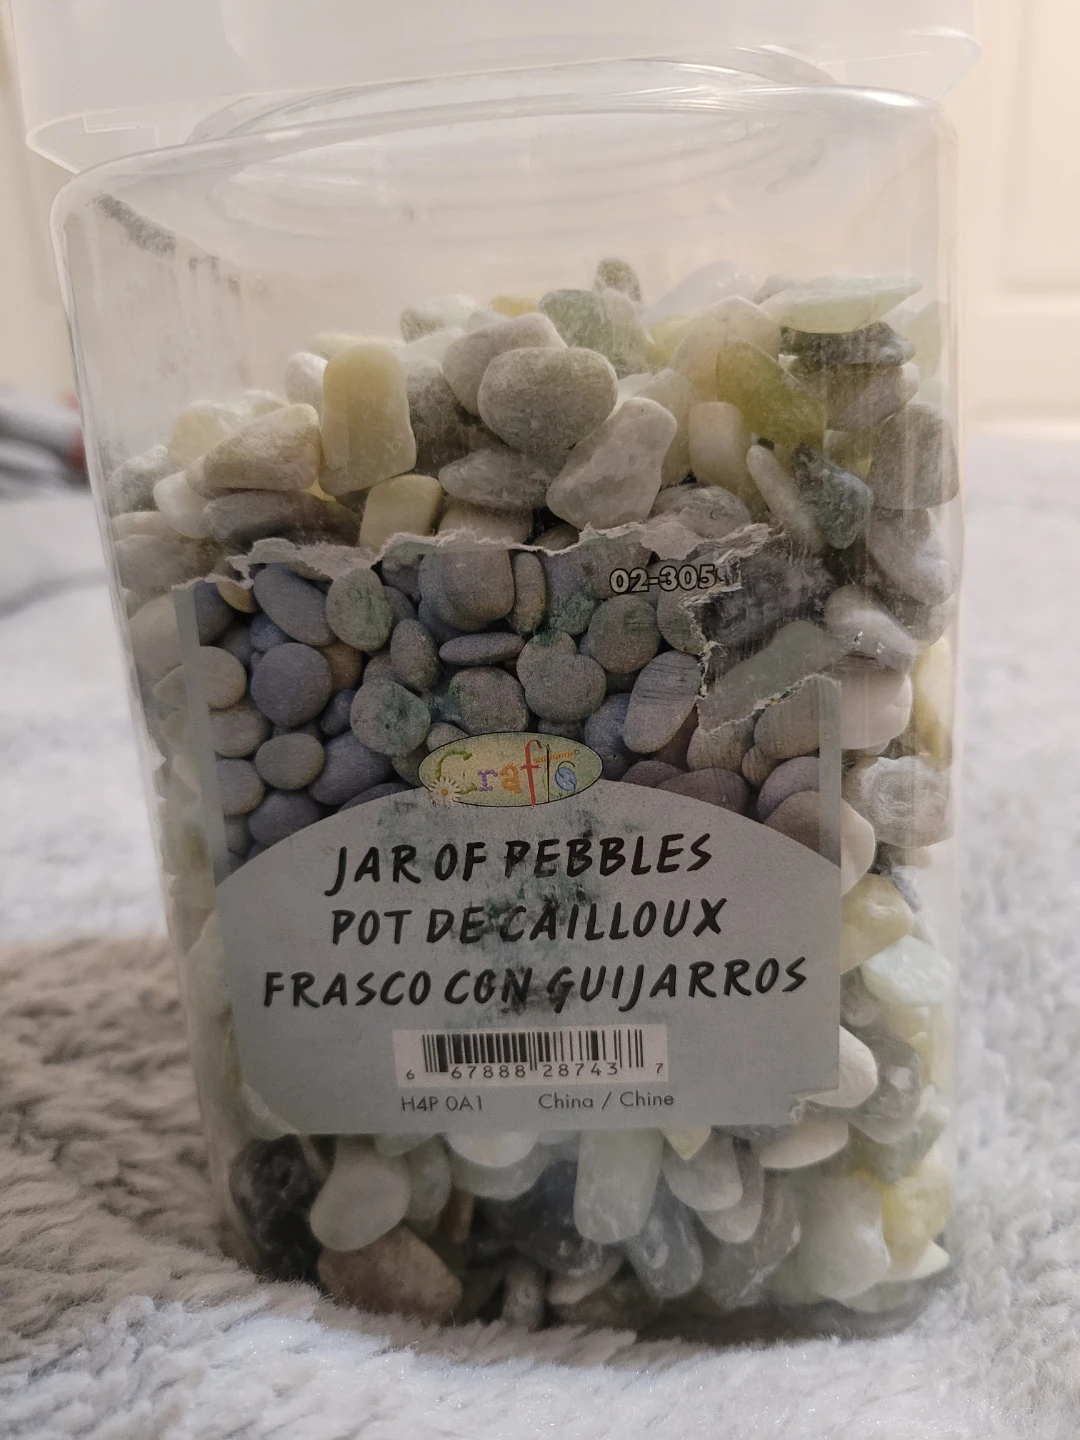 02-305
Crafts
JAR OF PEBBLES
POT DE CAILLOUX
FRASCO CON GUIJARROS
6 67888 28743 7
H4P 0A1 China / Chine